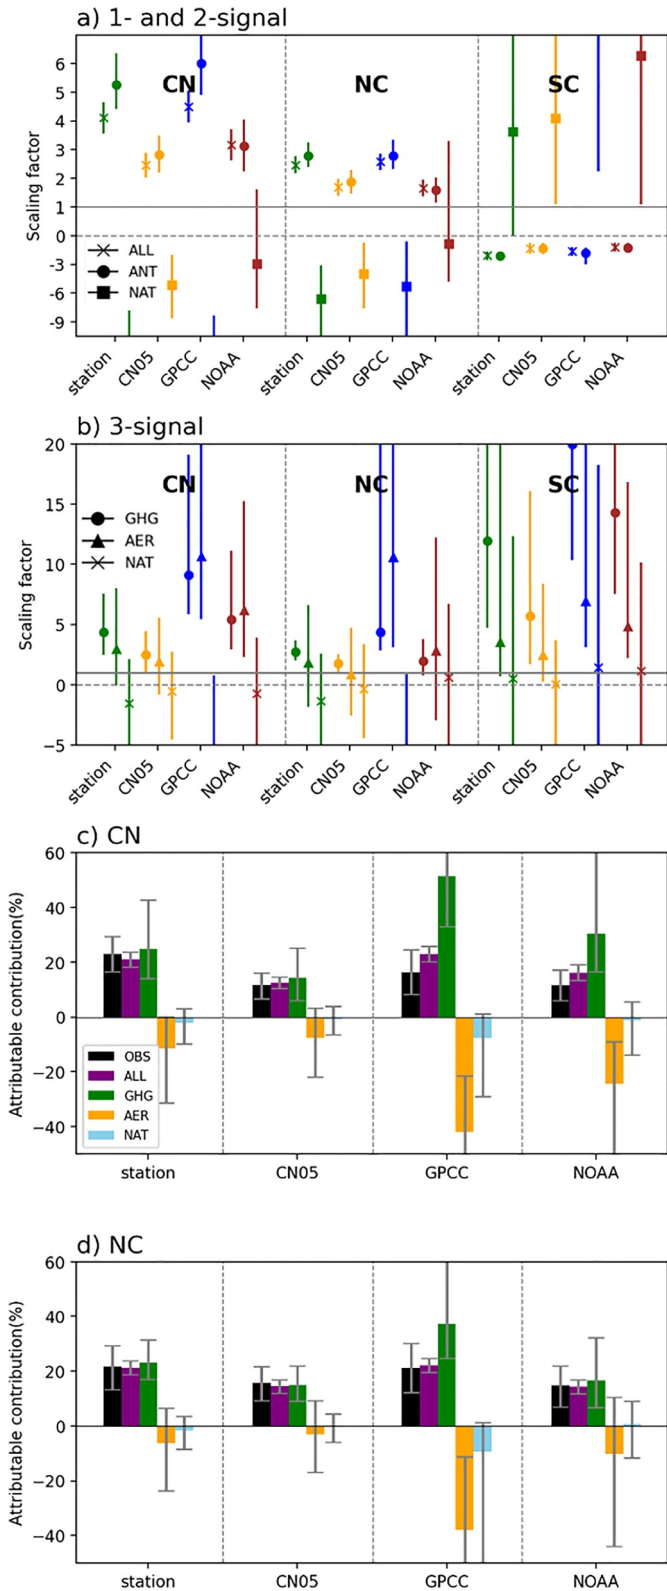 a) 1- and 2-signal
6
5
4
3
2
1
0
-3
-6
-9
Scaling factor
CN
NC
SC
ALL
ANT
NAT
station
CN05
GPCC
NOAA
station
CN05
GPCC
NOAA
station
CN05
GPCC
NOAA
b) 3-signal
20
15
10
5
0
−5
Scaling factor
CN
NC
SC
GHG
AER
NAT
station
CN05
GPCC
NOAA
station
CN05
GPCC
NOAA
station
CN05
GPCC
NOAA
c) CN
60
40
20
0
−20
−40
Attributable contribution(%)
OBS
ALL
GHG
AER
NAT
station
CN05
GPCC
NOAA
d) NC
60
40
20
0
−20
−40
Attributable contribution(%)
station
CN05
GPCC
NOAA